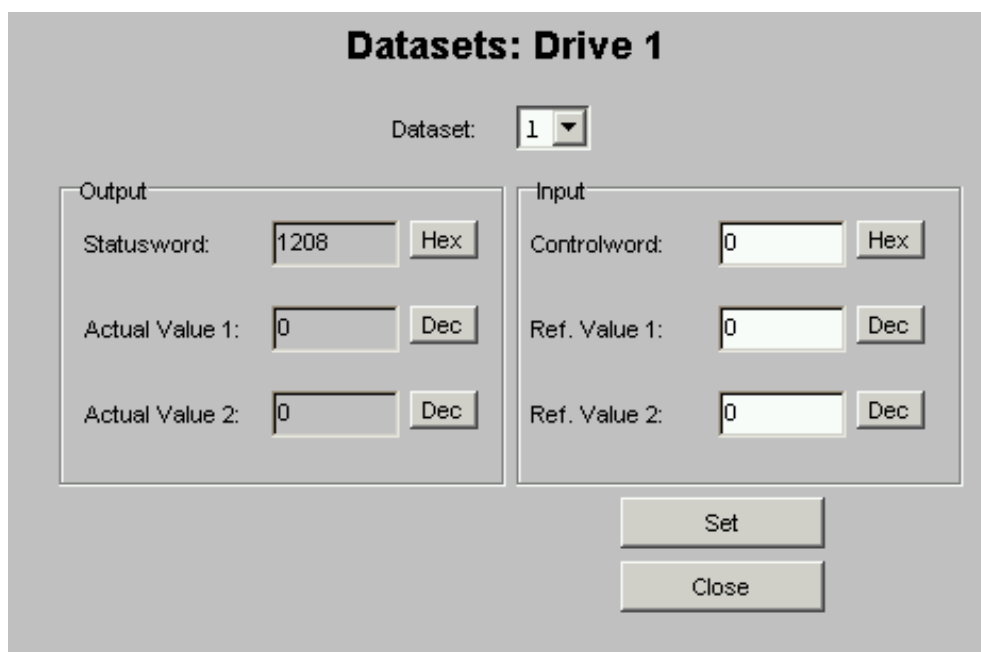 Datasets: Drive 1
Dataset: 1
Output
Statusword: 1208 Hex
Actual Value 1: 0 Dec
Actual Value 2: 0 Dec
Input
Controlword: 0 Hex
Ref. Value 1: 0 Dec
Ref. Value 2: 0 Dec
Set
Close